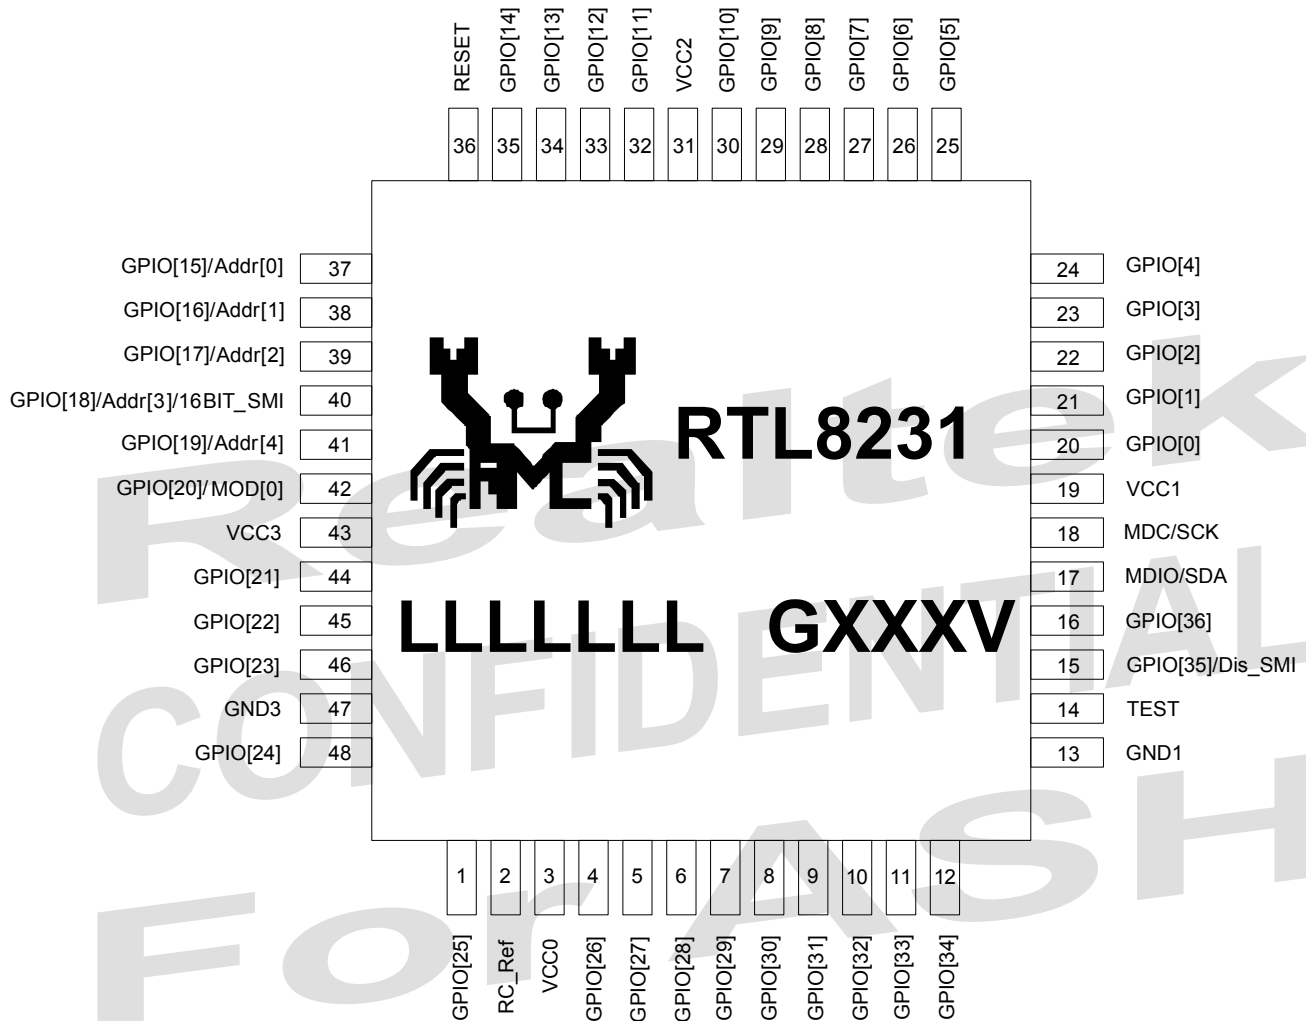 RESET
GPIO[14]
GPIO[13]
GPIO[12]
GPIO[11]
VCC2
GPIO[10]
GPIO[9]
GPIO[8]
GPIO[7]
GPIO[6]
GPIO[5]
36 35 34 33 32 31 30 29 28 27 26 25
GPIO[15]/Addr[0] 37
GPIO[16]/Addr[1] 38
GPIO[17]/Addr[2] 39
GPIO[18]/Addr[3]/16BIT_SMI 40
GPIO[19]/Addr[4] 41
GPIO[20]/MOD[0] 42
VCC3 43
GPIO[21] 44
GPIO[22] 45
GPIO[23] 46
GND3 47
GPIO[24] 48
RTL8231
LLLLLLL GXXXV
24 GPIO[4]
23 GPIO[3]
22 GPIO[2]
21 GPIO[1]
20 GPIO[0]
19 VCC1
18 MDC/SCK
17 MDIO/SDA
16 GPIO[36]
15 GPIO[35]/Dis_SMI
14 TEST
13 GND1
1 2 3 4 5 6 7 8 9 10 11 12
GPIO[25]
RC_Ref
VCC0
GPIO[26]
GPIO[27]
GPIO[28]
GPIO[29]
GPIO[30]
GPIO[31]
GPIO[32]
GPIO[33]
GPIO[34]
Realtek
CONFIDENTIAL
For ASH